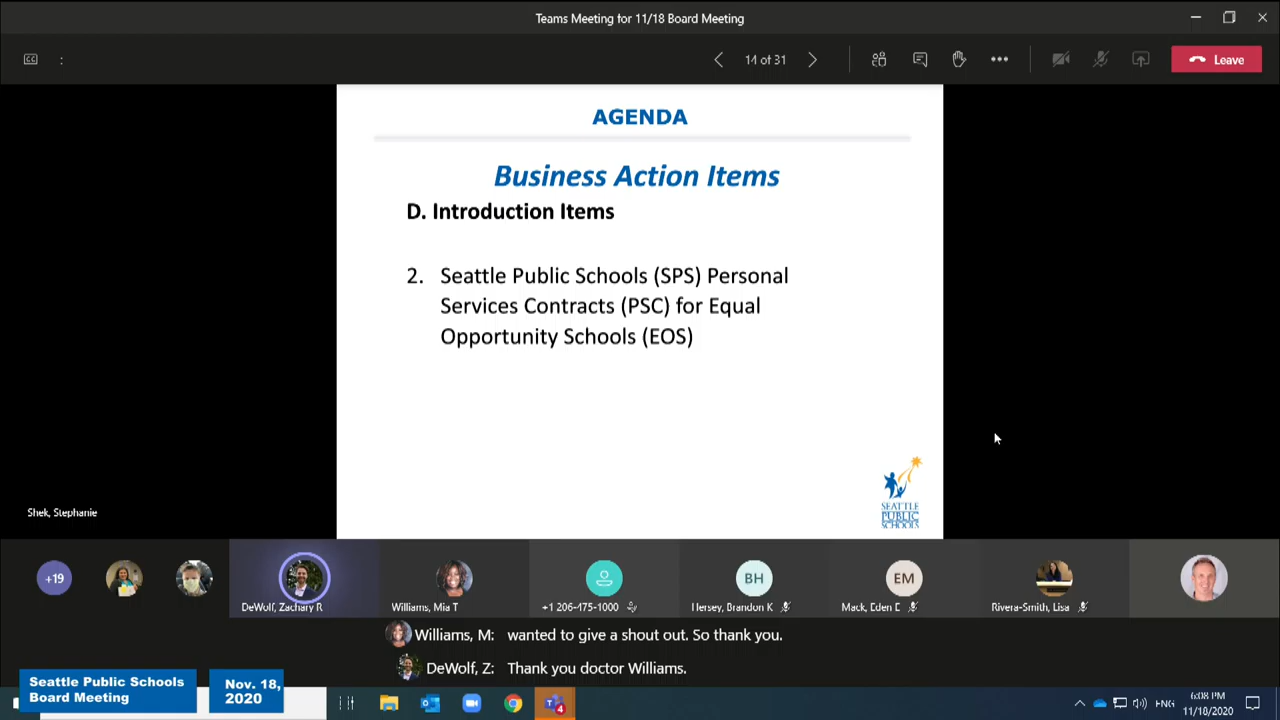 Teams Meeting for 11/18 Board Meeting
CC :
14 of 31
Leave
AGENDA
Business Action Items
D. Introduction Items
2. Seattle Public Schools (SPS) Personal
Services Contracts (PSC) for Equal
Opportunity Schools (EOS)
SEATTLE
PUBLIC
SCHOOLS
Shek, Stephanie
+19
DeWolf, Zachary R
Williams, Mia T
+1 206-475-1000
BH
Hersey, Brandon K
EM
Mack, Eden E
Rivera-Smith, Lisa
Williams, M: wanted to give a shout out. So thank you.
DeWolf, Z: Thank you doctor Williams.
Seattle Public Schools
Board Meeting
Nov. 18,
2020
4
ENG
6:08 PM
11/18/2020